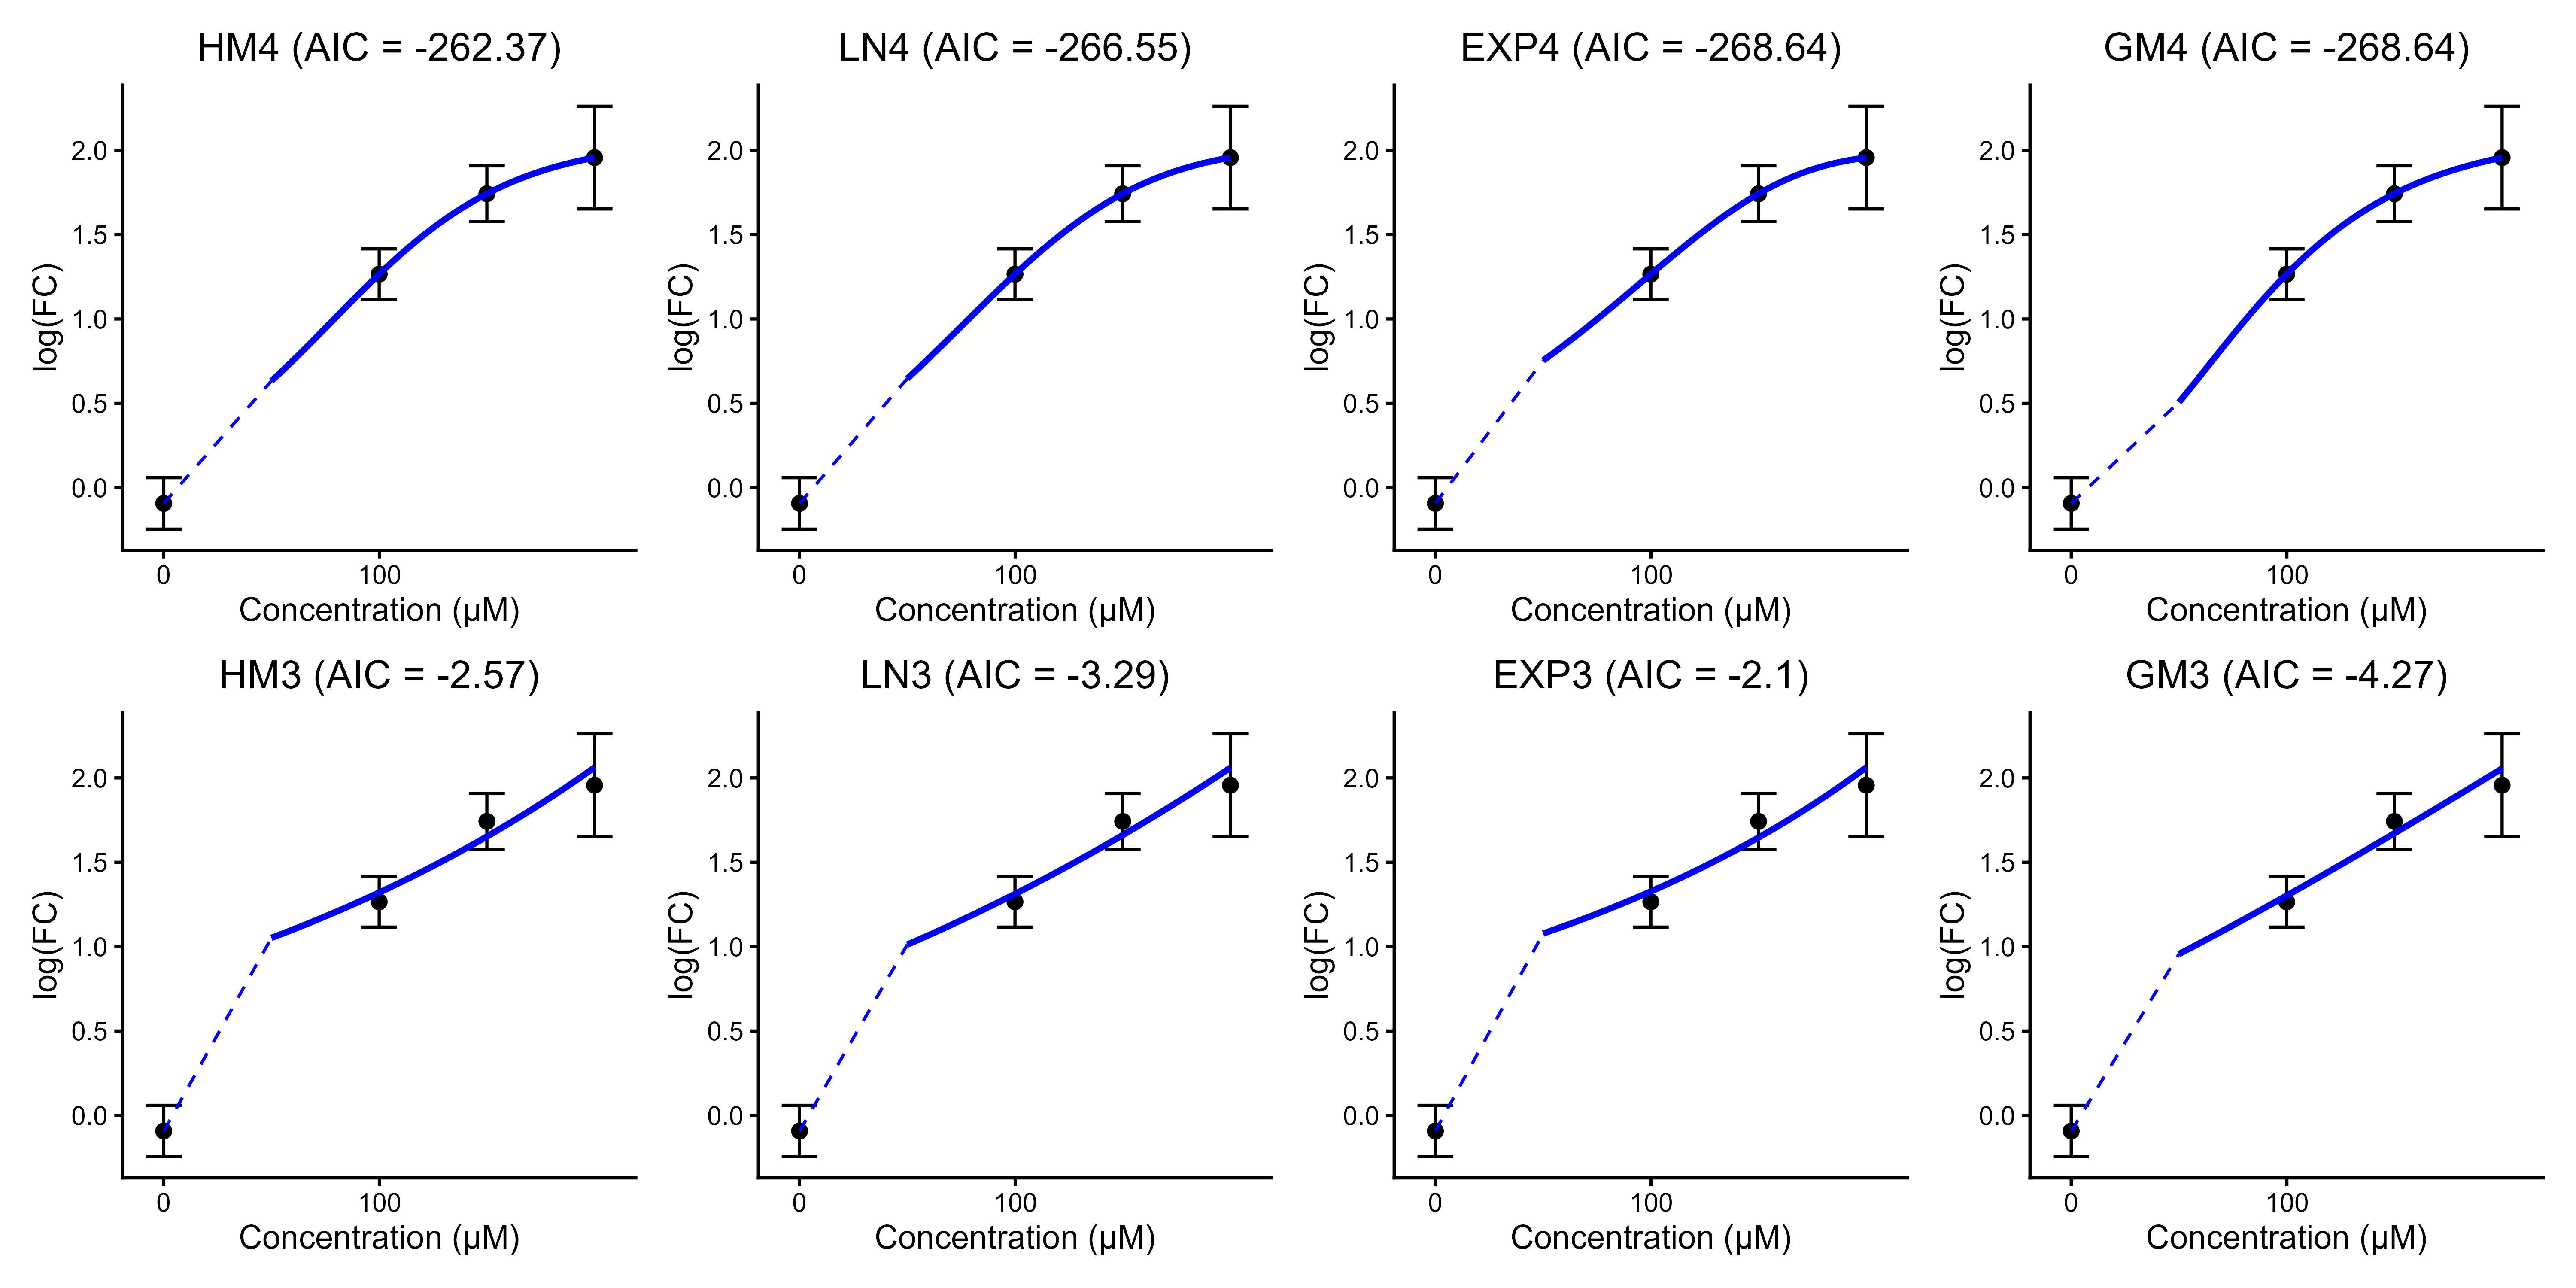 HM4 (AIC = -262.37)
log(FC)
2.0
1.5
1.0
0.5
0.0
0
100
Concentration (µM)
LN4 (AIC = -266.55)
log(FC)
2.0
1.5
1.0
0.5
0.0
0
100
Concentration (µM)
EXP4 (AIC = -268.64)
log(FC)
2.0
1.5
1.0
0.5
0.0
0
100
Concentration (µM)
GM4 (AIC = -268.64)
log(FC)
2.0
1.5
1.0
0.5
0.0
0
100
Concentration (µM)
HM3 (AIC = -2.57)
log(FC)
2.0
1.5
1.0
0.5
0.0
0
100
Concentration (µM)
LN3 (AIC = -3.29)
log(FC)
2.0
1.5
1.0
0.5
0.0
0
100
Concentration (µM)
EXP3 (AIC = -2.1)
log(FC)
2.0
1.5
1.0
0.5
0.0
0
100
Concentration (µM)
GM3 (AIC = -4.27)
log(FC)
2.0
1.5
1.0
0.5
0.0
0
100
Concentration (µM)